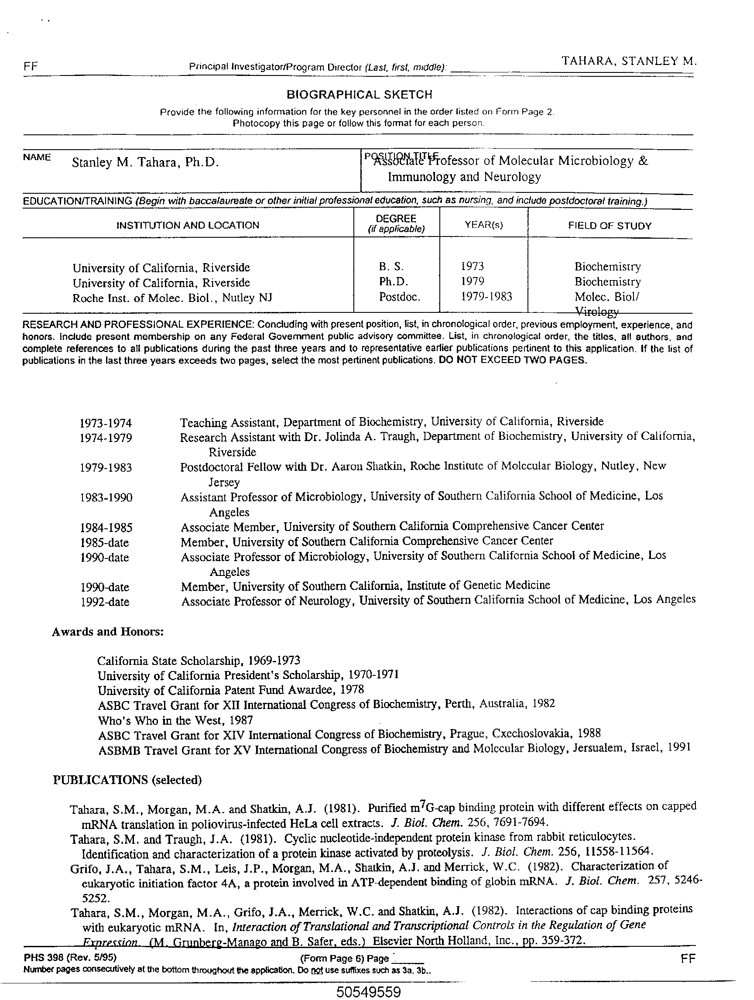 FF
Principal Investigator/Program Director (Last, first, middle):
TAHARA, STANLEY M.
BIOGRAPHICAL SKETCH
Provide the following information for the key personnel in the order listed on Form Page 2.
Photocopy this page or follow this format for each person.
NAME
Stanley M. Tahara, Ph.D.
POSITION TITLE
Associate Professor of Molecular Microbiology &
Immunology and Neurology
EDUCATION/TRAINING (Begin with baccalaureate or other initial professional education, such as nursing, and include postdoctoral training.)
INSTITUTION AND LOCATION DEGREE (if applicable) YEAR(s) FIELD OF STUDY
University of California, Riverside B. S. 1973 Biochemistry
University of California, Riverside Ph.D. 1979 Biochemistry
Roche Inst. of Molec. Biol., Nutley NJ Postdoc. 1979-1983 Molec. Biol/
Virology
RESEARCH AND PROFESSIONAL EXPERIENCE: Concluding with present position, list, in chronological order, previous employment, experience, and
honors. Include present membership on any Federal Government public advisory committee. List, in chronological order, the titles, all authors, and
complete references to all publications during the past three years and to representative earlier publications pertinent to this application. If the list of
publications in the last three years exceeds two pages, select the most pertinent publications. DO NOT EXCEED TWO PAGES.
1973-1974 Teaching Assistant, Department of Biochemistry, University of California, Riverside
1974-1979 Research Assistant with Dr. Jolinda A. Traugh, Department of Biochemistry, University of California,
Riverside
1979-1983 Postdoctoral Fellow with Dr. Aaron Shatkin, Roche Institute of Molecular Biology, Nutley, New
Jersey
1983-1990 Assistant Professor of Microbiology, University of Southern California School of Medicine, Los
Angeles
1984-1985 Associate Member, University of Southern California Comprehensive Cancer Center
1985-date Member, University of Southern California Comprehensive Cancer Center
1990-date Associate Professor of Microbiology, University of Southern California School of Medicine, Los
Angeles
1990-date Member, University of Southern California, Institute of Genetic Medicine
1992-date Associate Professor of Neurology, University of Southern California School of Medicine, Los Angeles
Awards and Honors:
California State Scholarship, 1969-1973
University of California President's Scholarship, 1970-1971
University of California Patent Fund Awardee, 1978
ASBC Travel Grant for XII International Congress of Biochemistry, Perth, Australia, 1982
Who's Who in the West, 1987
ASBC Travel Grant for XIV International Congress of Biochemistry, Prague, Cxechoslovakia, 1988
ASBMB Travel Grant for XV International Congress of Biochemistry and Molecular Biology, Jersualem, Israel, 1991
PUBLICATIONS (selected)
Tahara, S.M., Morgan, M.A. and Shatkin, A.J. (1981). Purified m7G-cap binding protein with different effects on capped
mRNA translation in poliovirus-infected HeLa cell extracts. J. Biol. Chem. 256, 7691-7694.
Tahara, S.M. and Traugh, J.A. (1981). Cyclic nucleotide-independent protein kinase from rabbit reticulocytes.
Identification and characterization of a protein kinase activated by proteolysis. J. Biol. Chem. 256, 11558-11564.
Grifo, J.A., Tahara, S.M., Leis, J.P., Morgan, M.A., Shatkin, A.J. and Merrick, W.C. (1982). Characterization of
eukaryotic initiation factor 4A, a protein involved in ATP-dependent binding of globin mRNA. J. Biol. Chem. 257, 5246-
5252.
Tahara, S.M., Morgan, M.A., Grifo, J.A., Merrick, W.C. and Shatkin, A.J. (1982). Interactions of cap binding proteins
with eukaryotic mRNA. In, Interaction of Translational and Transcriptional Controls in the Regulation of Gene
Expression. (M. Grunberg-Manago and B. Safer, eds.) Elsevier North Holland, Inc., pp. 359-372.
PHS 398 (Rev. 5/95) (Form Page 6) Page FF
Number pages consecutively at the bottom throughout the application. Do not use suffixes such as 3a, 3b..
50549559